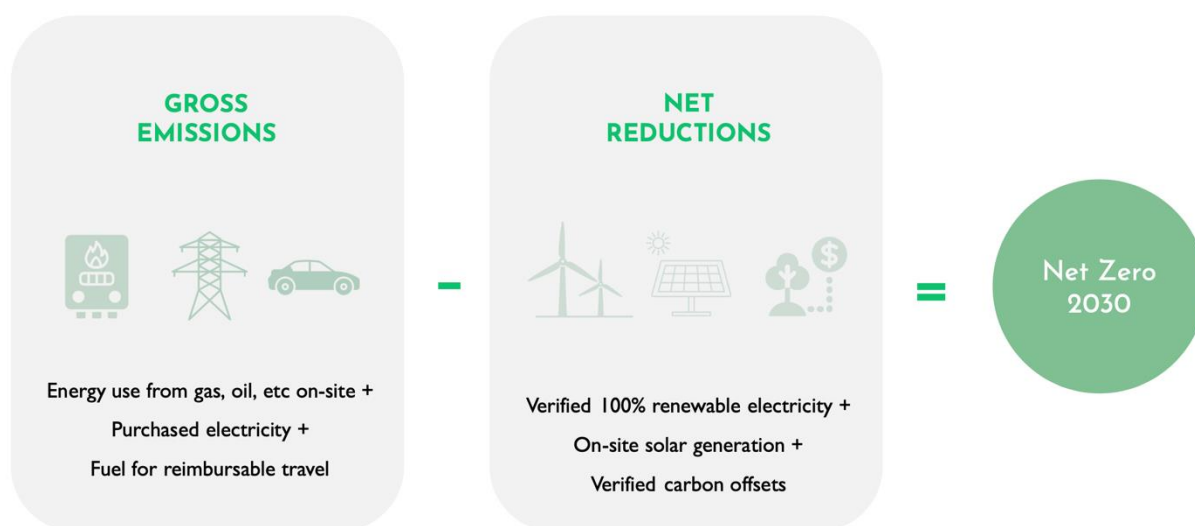 GROSS
EMISSIONS
Energy use from gas, oil, etc on-site +
Purchased electricity +
Fuel for reimbursable travel
-
NET
REDUCTIONS
$
Verified 100% renewable electricity +
On-site solar generation +
Verified carbon offsets
=
Net Zero
2030